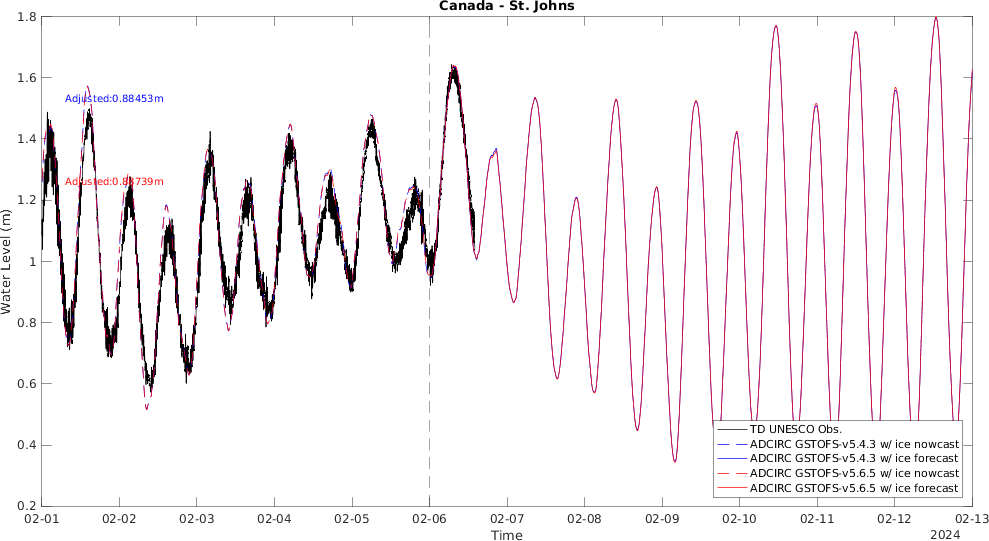 Canada - St. Johns
1.8
1.6
1.4
1.2
1
0.8
0.6
0.4
0.2
Water Level (m)
Adjusted:0.88453m
Adjusted:0.88739m
TD UNESCO Obs.
ADCIRC GSTOFS-v5.4.3 w/ ice nowcast
ADCIRC GSTOFS-v5.4.3 w/ ice forecast
ADCIRC GSTOFS-v5.6.5 w/ ice nowcast
ADCIRC GSTOFS-v5.6.5 w/ ice forecast
02-01 02-02 02-03 02-04 02-05 02-06 02-07 02-08 02-09 02-10 02-11 02-12 02-13
Time
2024